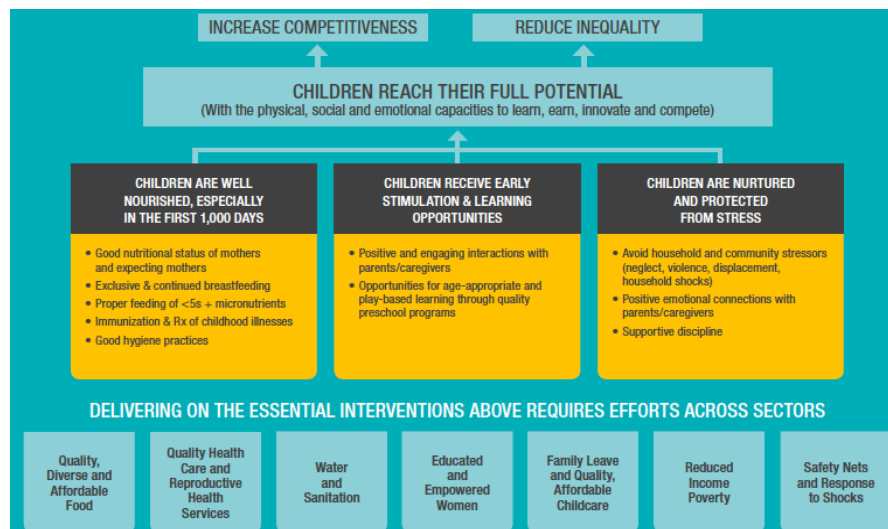 INCREASE COMPETITIVENESS
REDUCE INEQUALITY
CHILDREN REACH THEIR FULL POTENTIAL
(With the physical, social and emotional capacities to learn, earn, innovate and compete)
CHILDREN ARE WELL
NOURISHED, ESPECIALLY
IN THE FIRST 1,000 DAYS
• Good nutritional status of mothers
and expecting mothers
• Exclusive & continued breastfeeding
• Proper feeding of <5s + micronutrients
• Immunization & Rx of childhood illnesses
• Good hygiene practices
CHILDREN RECEIVE EARLY
STIMULATION & LEARNING
OPPORTUNITIES
• Positive and engaging interactions with
parents/caregivers
• Opportunities for age-appropriate and
play-based learning through quality
preschool programs
CHILDREN ARE NURTURED
AND PROTECTED
FROM STRESS
• Avoid household and community stressors
(neglect, violence, displacement,
household shocks)
• Positive emotional connections with
parents/caregivers
• Supportive discipline
DELIVERING ON THE ESSENTIAL INTERVENTIONS ABOVE REQUIRES EFFORTS ACROSS SECTORS
Quality,
Diverse and
Affordable
Food
Quality Health
Care and
Reproductive
Health
Services
Water
and
Sanitation
Educated
and
Empowered
Women
Family Leave
and Quality,
Affordable
Childcare
Reduced
Income
Poverty
Safety Nets
and Response
to Shocks